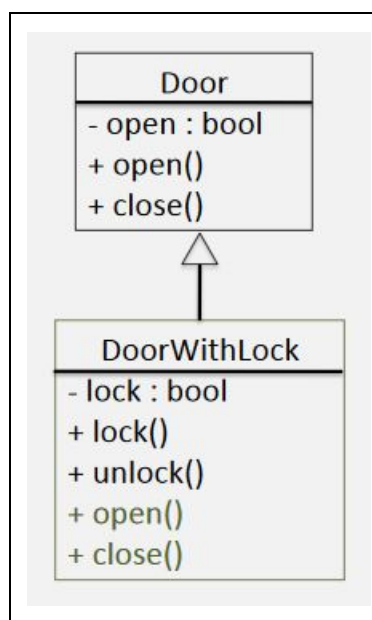 Door
- open : bool
+ open()
+ close()
DoorWithLock
- lock : bool
+ lock()
+ unlock()
+ open()
+ close()